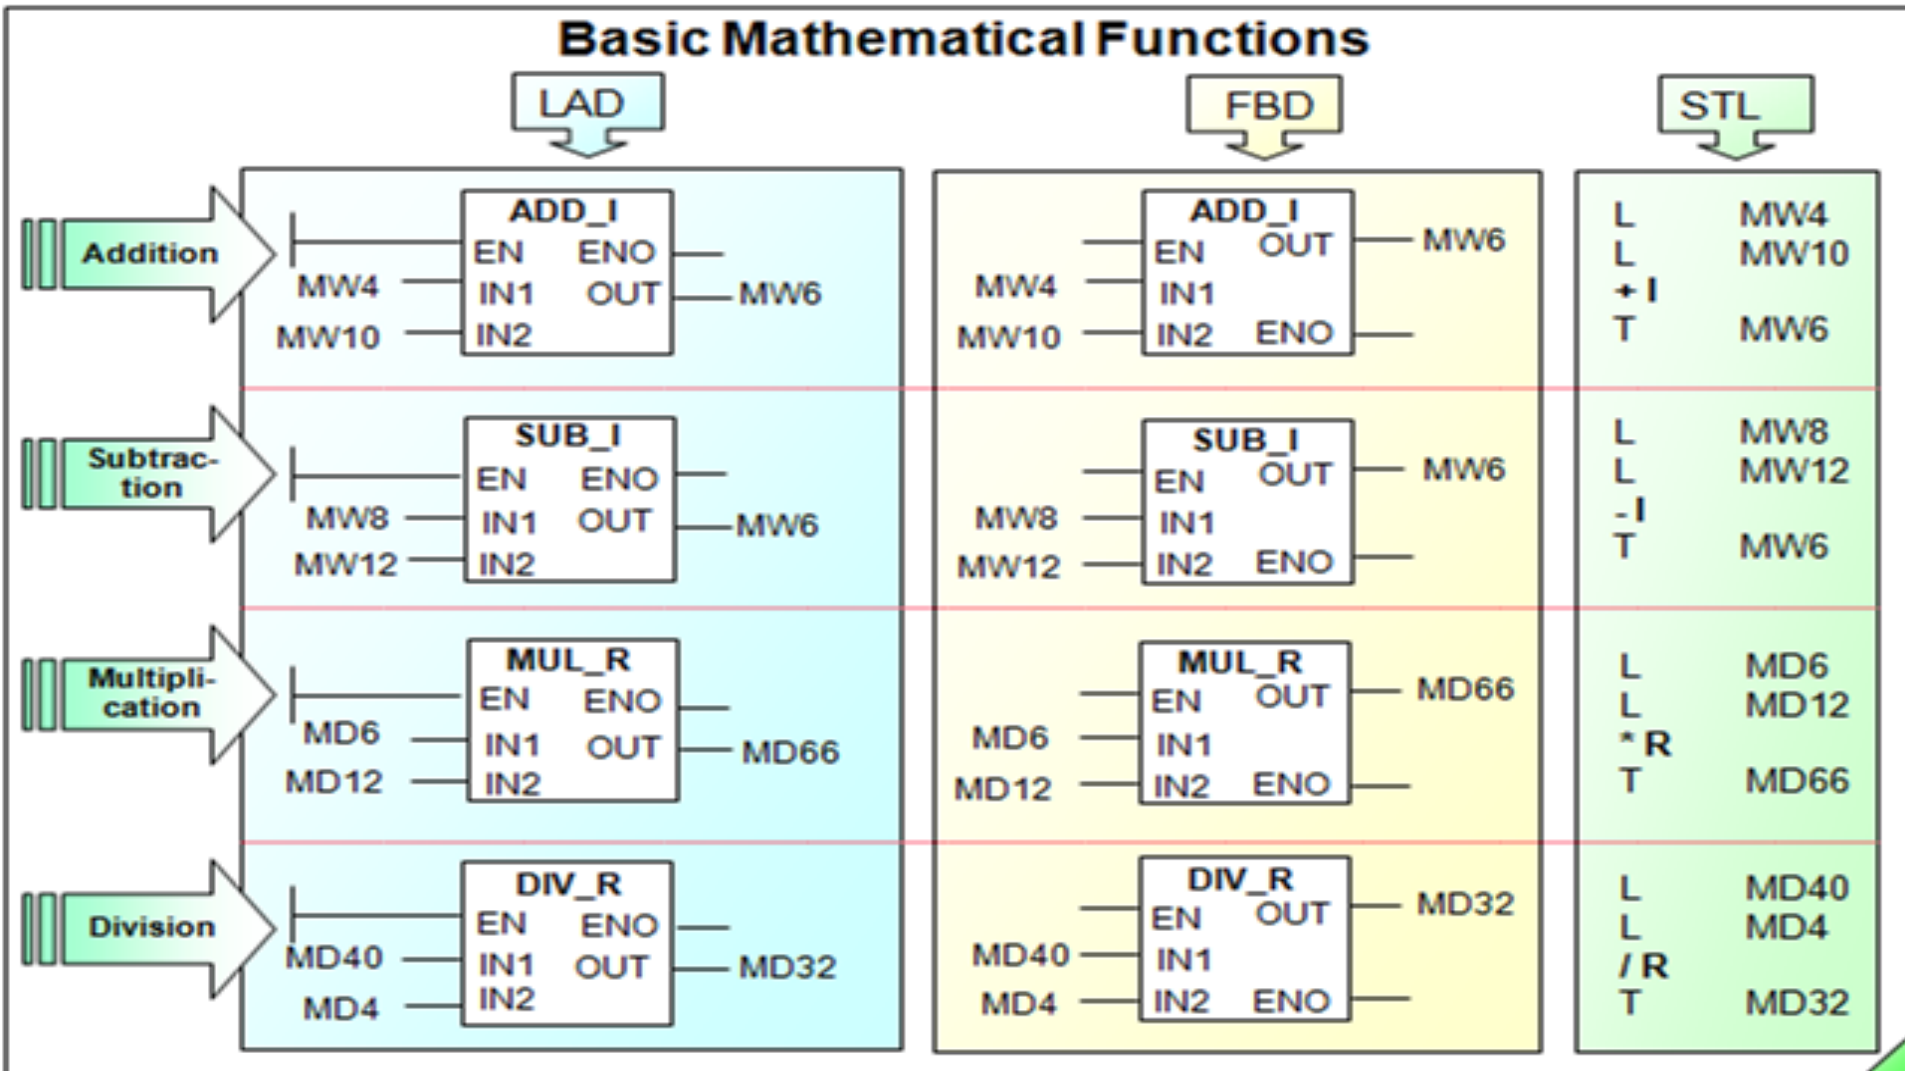 Basic Mathematical Functions
LAD
FBD
STL
Addition
ADD_I
EN ENO
MW4 IN1 OUT MW6
MW10 IN2
ADD_I
EN OUT MW6
MW4 IN1
MW10 IN2 ENO
L MW4
L MW10
+ I
T MW6
Subtrac-
tion
SUB_I
EN ENO
MW8 IN1 OUT MW6
MW12 IN2
SUB_I
EN OUT MW6
MW8 IN1
MW12 IN2 ENO
L MW8
L MW12
- I
T MW6
Multipli-
cation
MUL_R
EN ENO
MD6 IN1 OUT MD66
MD12 IN2
MUL_R
EN OUT MD66
MD6 IN1
MD12 IN2 ENO
L MD6
L MD12
* R
T MD66
Division
DIV_R
EN ENO
MD40 IN1 OUT MD32
MD4 IN2
DIV_R
EN OUT MD32
MD40 IN1
MD4 IN2 ENO
L MD40
L MD4
/ R
T MD32